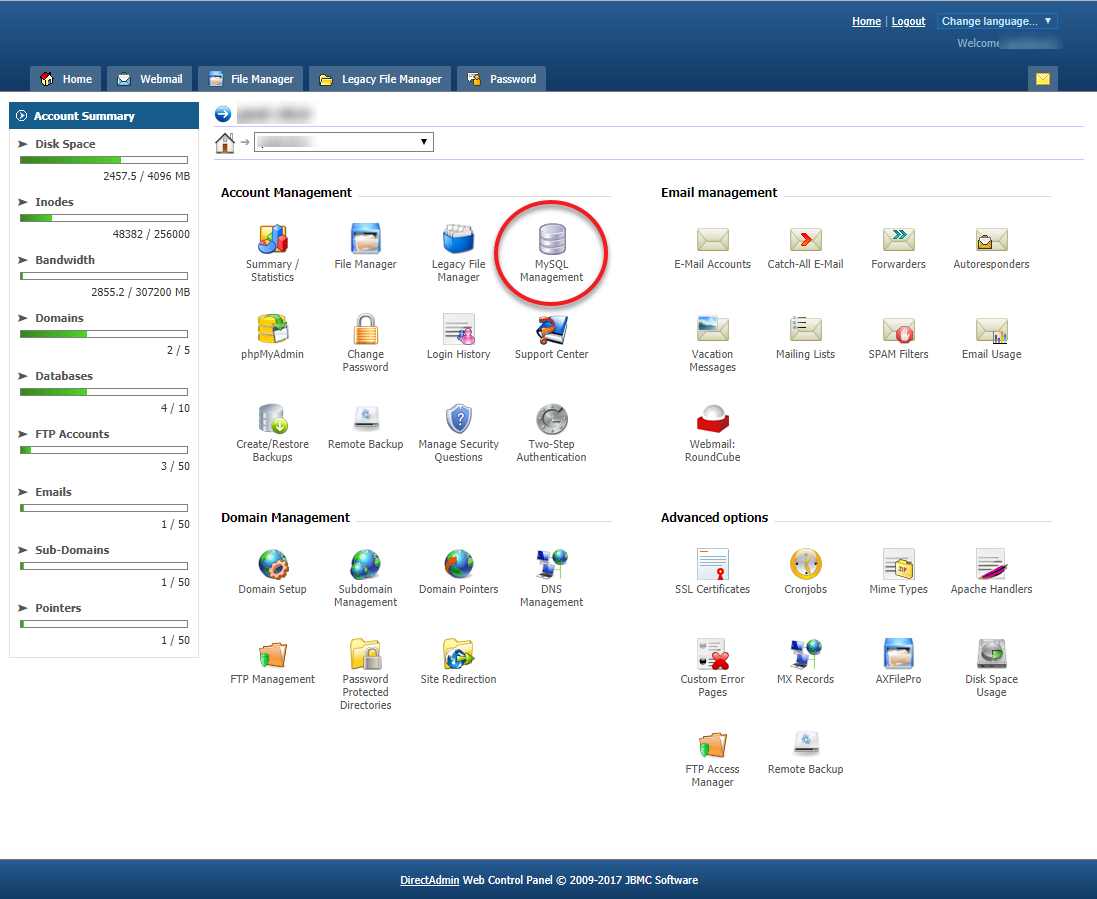 Home | Logout Change language...
Welcome
Home Webmail File Manager Legacy File Manager Password
Account Summary
Disk Space
2457.5 / 4096 MB
Inodes
48382 / 256000
Bandwidth
2855.2 / 307200 MB
Domains
2 / 5
Databases
4 / 10
FTP Accounts
3 / 50
Emails
1 / 50
Sub-Domains
1 / 50
Pointers
1 / 50
Account Management
Summary /
Statistics
File Manager
Legacy File
Manager
MySQL
Management
phpMyAdmin
Change
Password
Login History
Support Center
Create/Restore
Backups
Remote Backup
Manage Security
Questions
Two-Step
Authentication
Email management
E-Mail Accounts
Catch-All E-Mail
Forwarders
Autoresponders
Vacation
Messages
Mailing Lists
SPAM Filters
Email Usage
Webmail:
RoundCube
Domain Management
Domain Setup
Subdomain
Management
Domain Pointers
DNS
Management
FTP Management
Password
Protected
Directories
Site Redirection
Advanced options
SSL Certificates
Cronjobs
Mime Types
ZIP
Apache Handlers
Custom Error
Pages
MX Records
AXFilePro
Disk Space
Usage
FTP Access
Manager
Remote Backup
DirectAdmin Web Control Panel © 2009-2017 JBMC Software